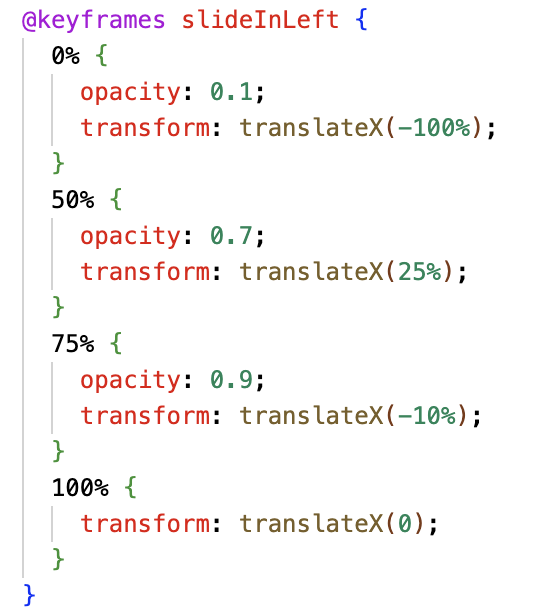 @keyframes slideInLeft {
  0% {
    opacity: 0.1;
    transform: translateX(-100%);
  }
  50% {
    opacity: 0.7;
    transform: translateX(25%);
  }
  75% {
    opacity: 0.9;
    transform: translateX(-10%);
  }
  100% {
    transform: translateX(0);
  }
}